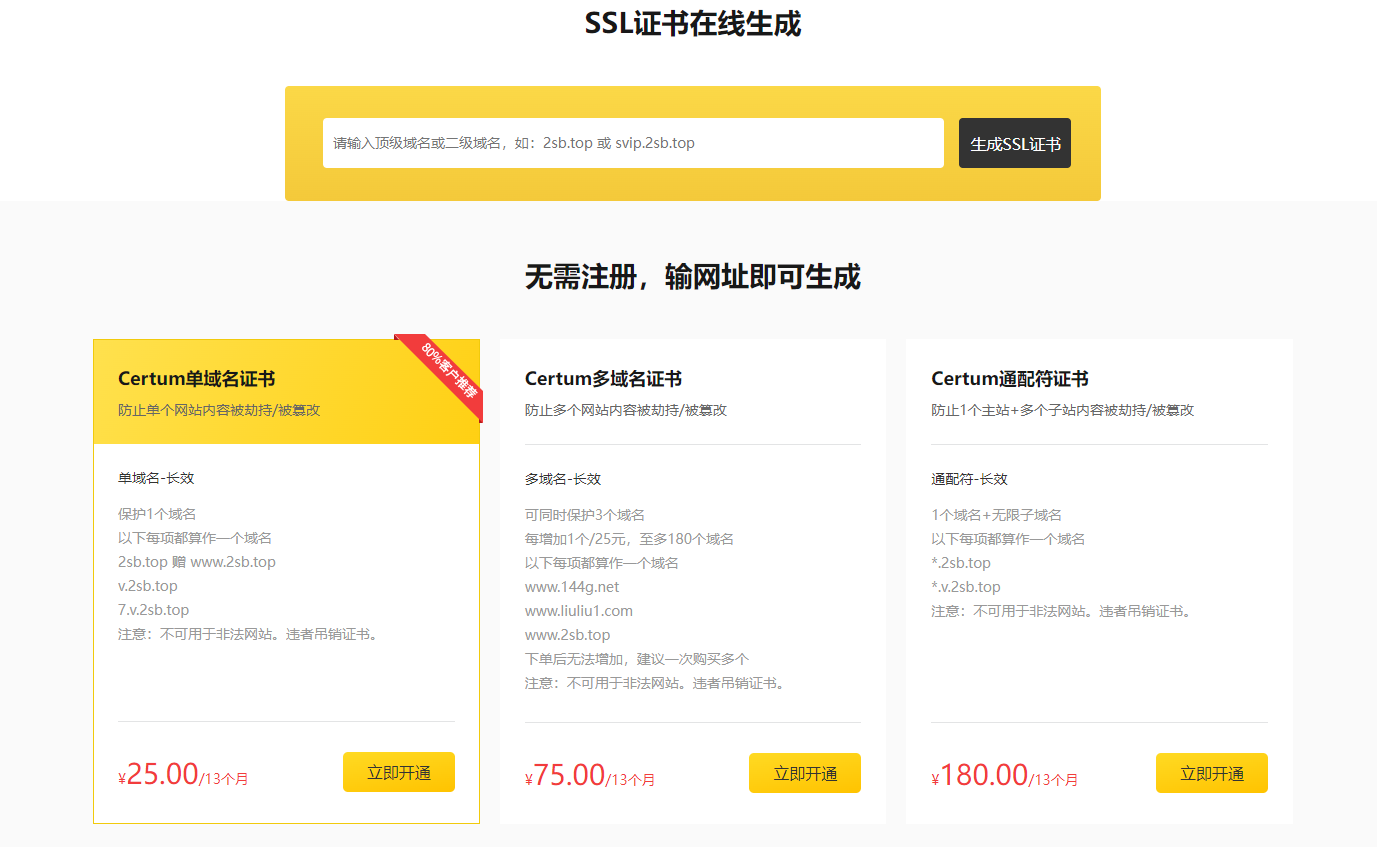 SSL证书在线生成
请输入顶级域名或二级域名，如：2sb.top 或 svip.2sb.top
生成SSL证书
无需注册，输网址即可生成
80%客户推荐
Certum单域名证书
防止单个网站内容被劫持/被篡改
单域名-长效
保护1个域名
以下每项都算作一个域名
2sb.top 赠 www.2sb.top
v.2sb.top
7.v.2sb.top
注意：不可用于非法网站。违者吊销证书。
¥25.00/13个月
立即开通
Certum多域名证书
防止多个网站内容被劫持/被篡改
多域名-长效
可同时保护3个域名
每增加1个/25元，至多180个域名
以下每项都算作一个域名
www.144g.net
www.liuliu1.com
www.2sb.top
下单后无法增加，建议一次购买多个
注意：不可用于非法网站。违者吊销证书。
¥75.00/13个月
立即开通
Certum通配符证书
防止1个主站+多个子站内容被劫持/被篡改
通配符-长效
1个域名+无限子域名
以下每项都算作一个域名
*.2sb.top
*.v.2sb.top
注意：不可用于非法网站。违者吊销证书。
¥180.00/13个月
立即开通